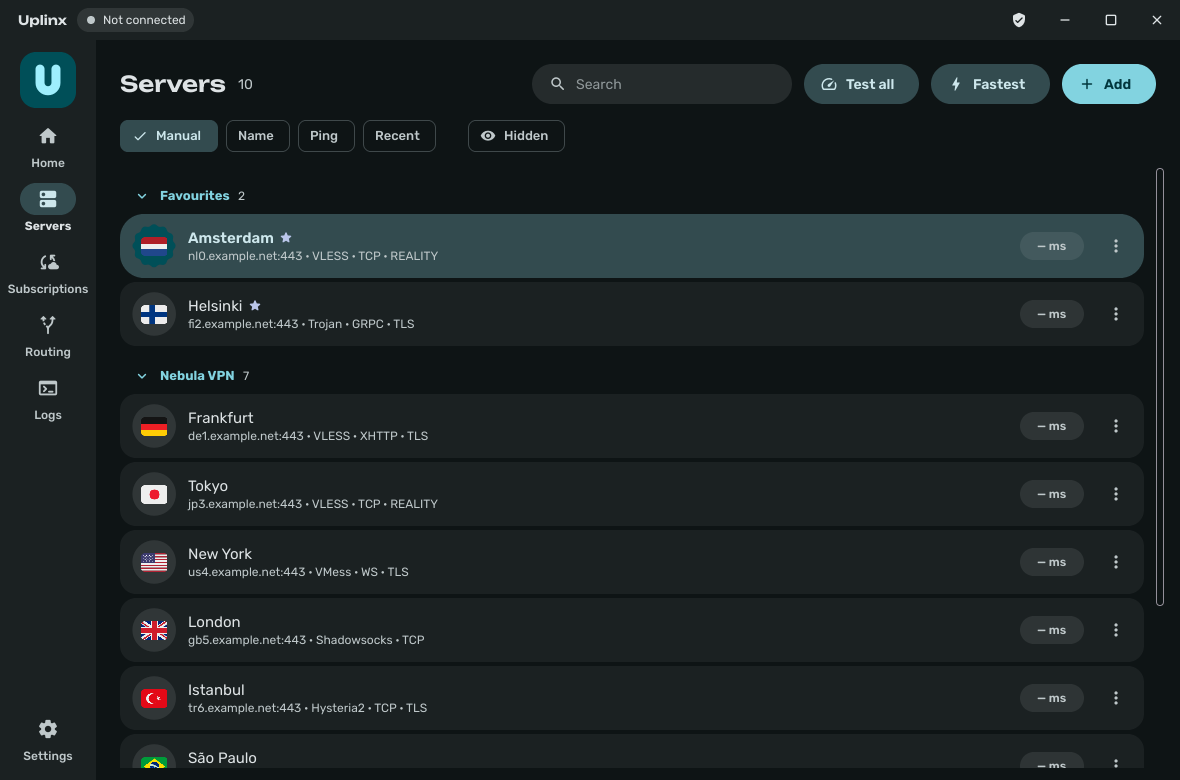 Uplinx
Not connected
U
Home
Servers
Subscriptions
Routing
Logs
Settings
Servers 10
Search
Test all
Fastest
Add
Manual
Name
Ping
Recent
Hidden
Favourites 2
Amsterdam
nl0.example.net:443 • VLESS • TCP • REALITY
– ms
Helsinki
fi2.example.net:443 • Trojan • GRPC • TLS
– ms
Nebula VPN 7
Frankfurt
de1.example.net:443 • VLESS • XHTTP • TLS
– ms
Tokyo
jp3.example.net:443 • VLESS • TCP • REALITY
– ms
New York
us4.example.net:443 • VMess • WS • TLS
– ms
London
gb5.example.net:443 • Shadowsocks • TCP
– ms
Istanbul
tr6.example.net:443 • Hysteria2 • TCP • TLS
– ms
São Paulo
– ms